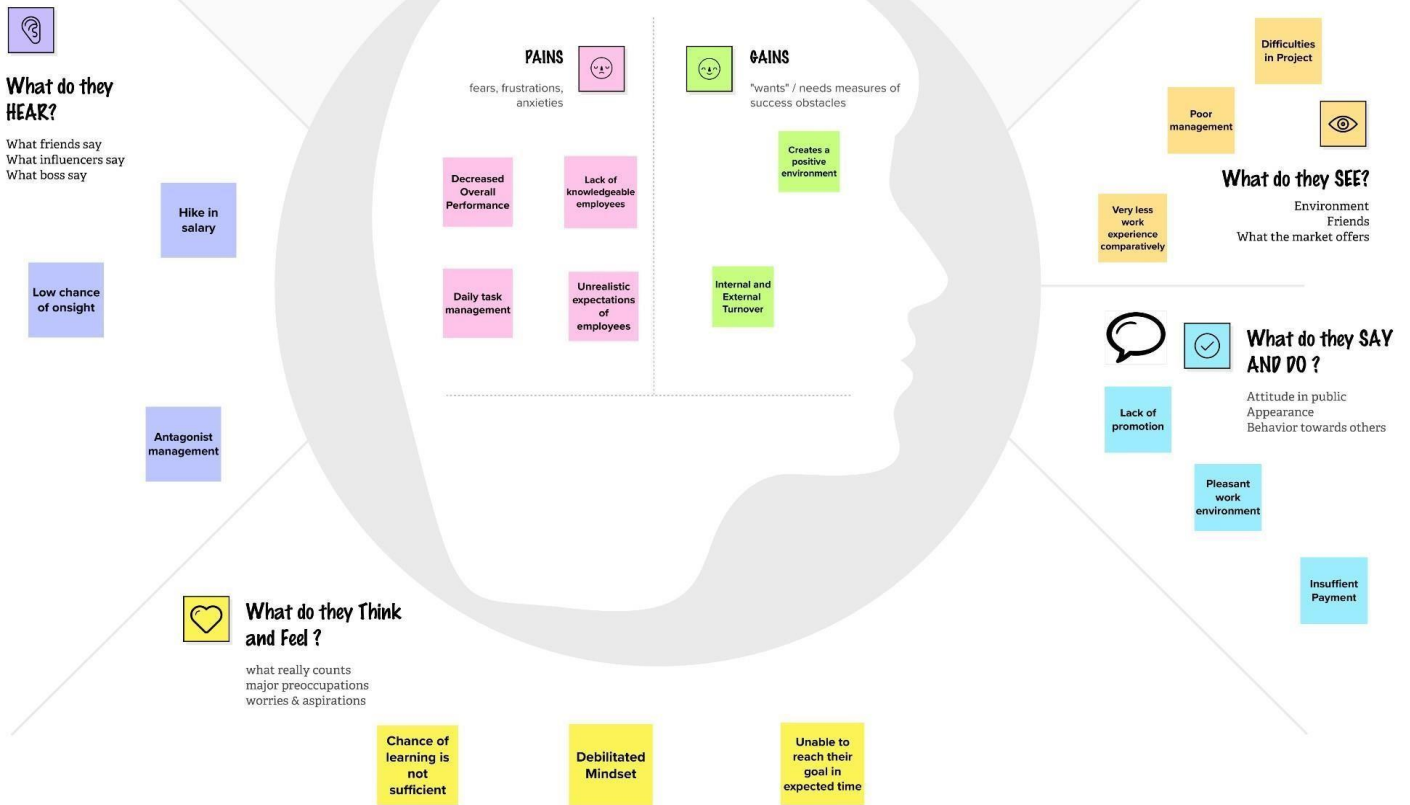 What do they
HEAR?
What friends say
What influencers say
What boss say
Hike in
salary
Low chance
of onsight
Antagonist
management
PAINS
fears, frustrations,
anxieties
Decreased
Overall
Performance
Lack of
knowledgeable
employees
Daily task
management
Unrealistic
expectations
of
employees
GAINS
"wants" / needs measures of
success obstacles
Creates a
positive
environment
Internal and
External
Turnover
Difficulties
in Project
Poor
management
Very less
work
experience
comparatively
What do they SEE?
Environment
Friends
What the market offers
What do they SAY
AND DO ?
Attitude in public
Appearance
Behavior towards others
Lack of
promotion
Pleasant
work
environment
Insuffient
Payment
What do they Think
and Feel ?
what really counts
major preoccupations
worries & aspirations
Chance of
learning is
not
sufficient
Debilitated
Mindset
Unable to
reach their
goal in
expected time